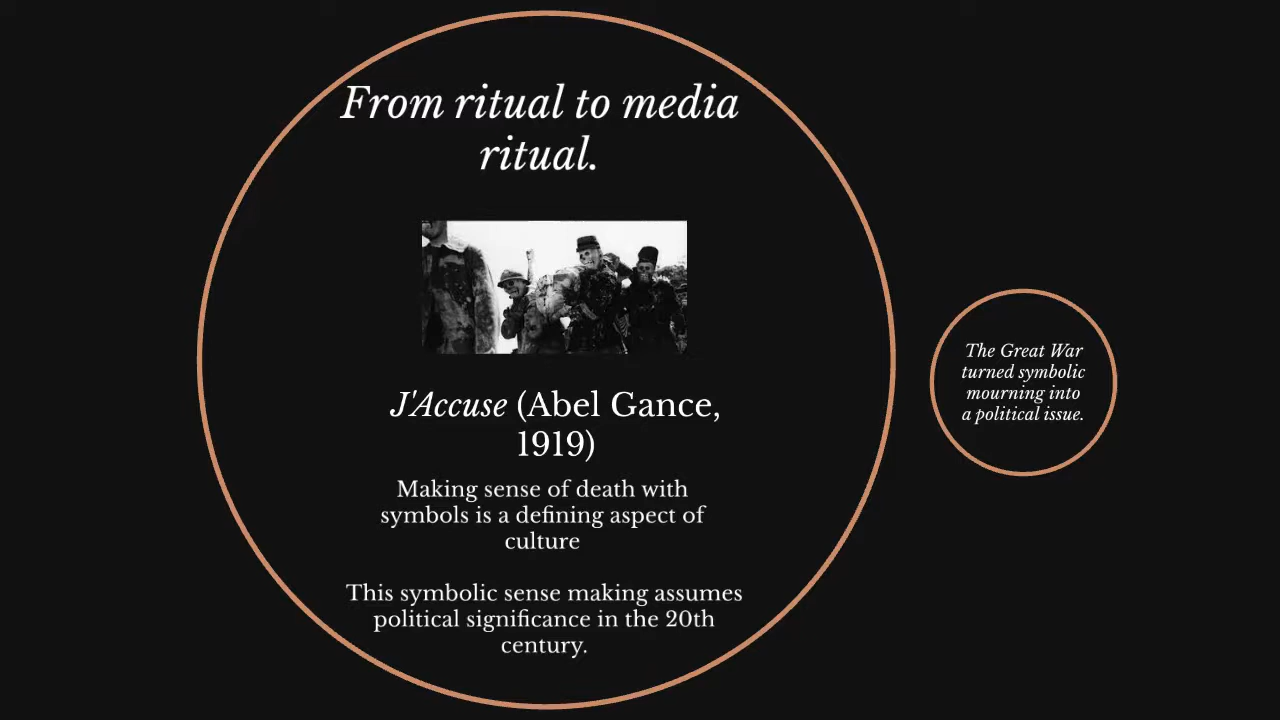 From ritual to media
ritual.
J'Accuse (Abel Gance,
1919)
Making sense of death with
symbols is a defining aspect of
culture
This symbolic sense making assumes
political significance in the 20th
century.
The Great War
turned symbolic
mourning into
a political issue.